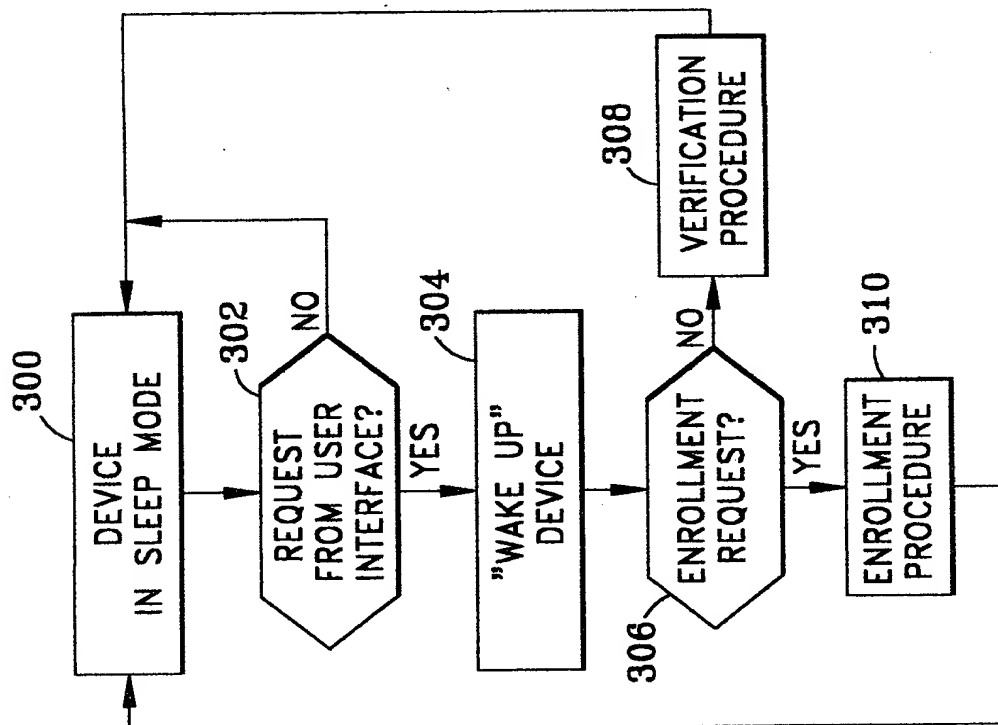 300
DEVICE
IN SLEEP MODE
302
REQUEST
FROM USER
INTERFACE?
NO
YES
304
"WAKE UP"
DEVICE
306
ENROLLMENT
REQUEST?
NO
YES
308
VERIFICATION
PROCEDURE
310
ENROLLMENT
PROCEDURE